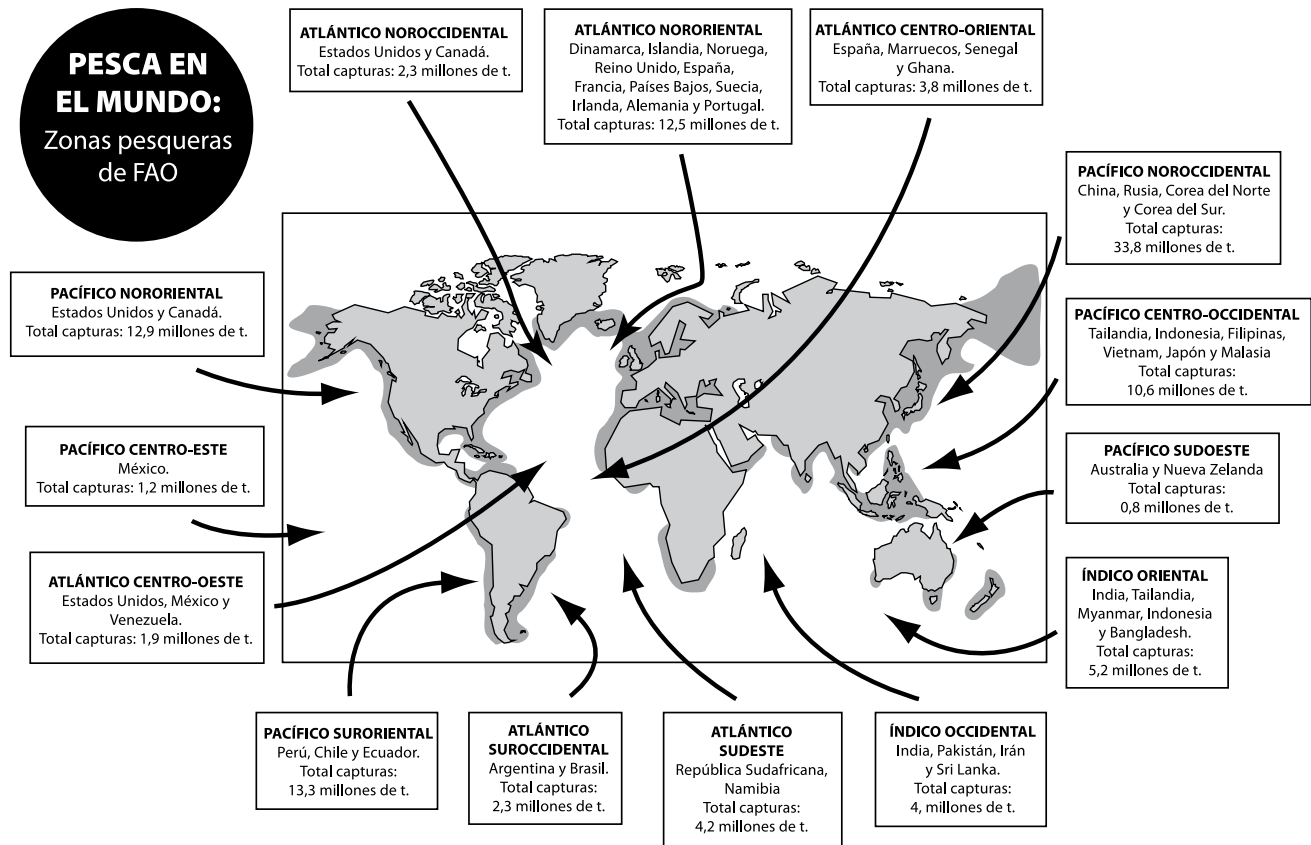 PESCA EN
EL MUNDO:
Zonas pesqueras
de FAO
ATLÁNTICO NOROCCIDENTAL
Estados Unidos y Canadá.
Total capturas: 2,3 millones de t.
ATLÁNTICO NORORIENTAL
Dinamarca, Islandia, Noruega,
Reino Unido, España,
Francia, Países Bajos, Suecia,
Irlanda, Alemania y Portugal.
Total capturas: 12,5 millones de t.
ATLÁNTICO CENTRO-ORIENTAL
España, Marruecos, Senegal
y Ghana.
Total capturas: 3,8 millones de t.
PACÍFICO NOROCCIDENTAL
China, Rusia, Corea del Norte
y Corea del Sur.
Total capturas:
33,8 millones de t.
PACÍFICO NORORIENTAL
Estados Unidos y Canadá.
Total capturas: 12,9 millones de t.
PACÍFICO CENTRO-OCCIDENTAL
Tailandia, Indonesia, Filipinas,
Vietnam, Japón y Malasia
Total capturas:
10,6 millones de t.
PACÍFICO CENTRO-ESTE
México.
Total capturas: 1,2 millones de t.
PACÍFICO SUDOESTE
Australia y Nueva Zelanda
Total capturas:
0,8 millones de t.
ATLÁNTICO CENTRO-OESTE
Estados Unidos, México y
Venezuela.
Total capturas: 1,9 millones de t.
ÍNDICO ORIENTAL
India, Tailandia,
Myanmar, Indonesia
y Bangladesh.
Total capturas:
5,2 millones de t.
PACÍFICO SURORIENTAL
Perú, Chile y Ecuador.
Total capturas:
13,3 millones de t.
ATLÁNTICO
SUROCCIDENTAL
Argentina y Brasil.
Total capturas:
2,3 millones de t.
ATLÁNTICO
SUDESTE
República Sudafricana,
Namibia
Total capturas:
4,2 millones de t.
ÍNDICO OCCIDENTAL
India, Pakistán, Irán
y Sri Lanka.
Total capturas:
4, millones de t.